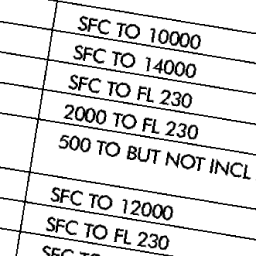 SFC TO 10000
SFC TO 14000
SFC TO FL 230
2000 TO FL 230
500 TO BUT NOT INCL
SFC TO 12000
SFC TO FL 230